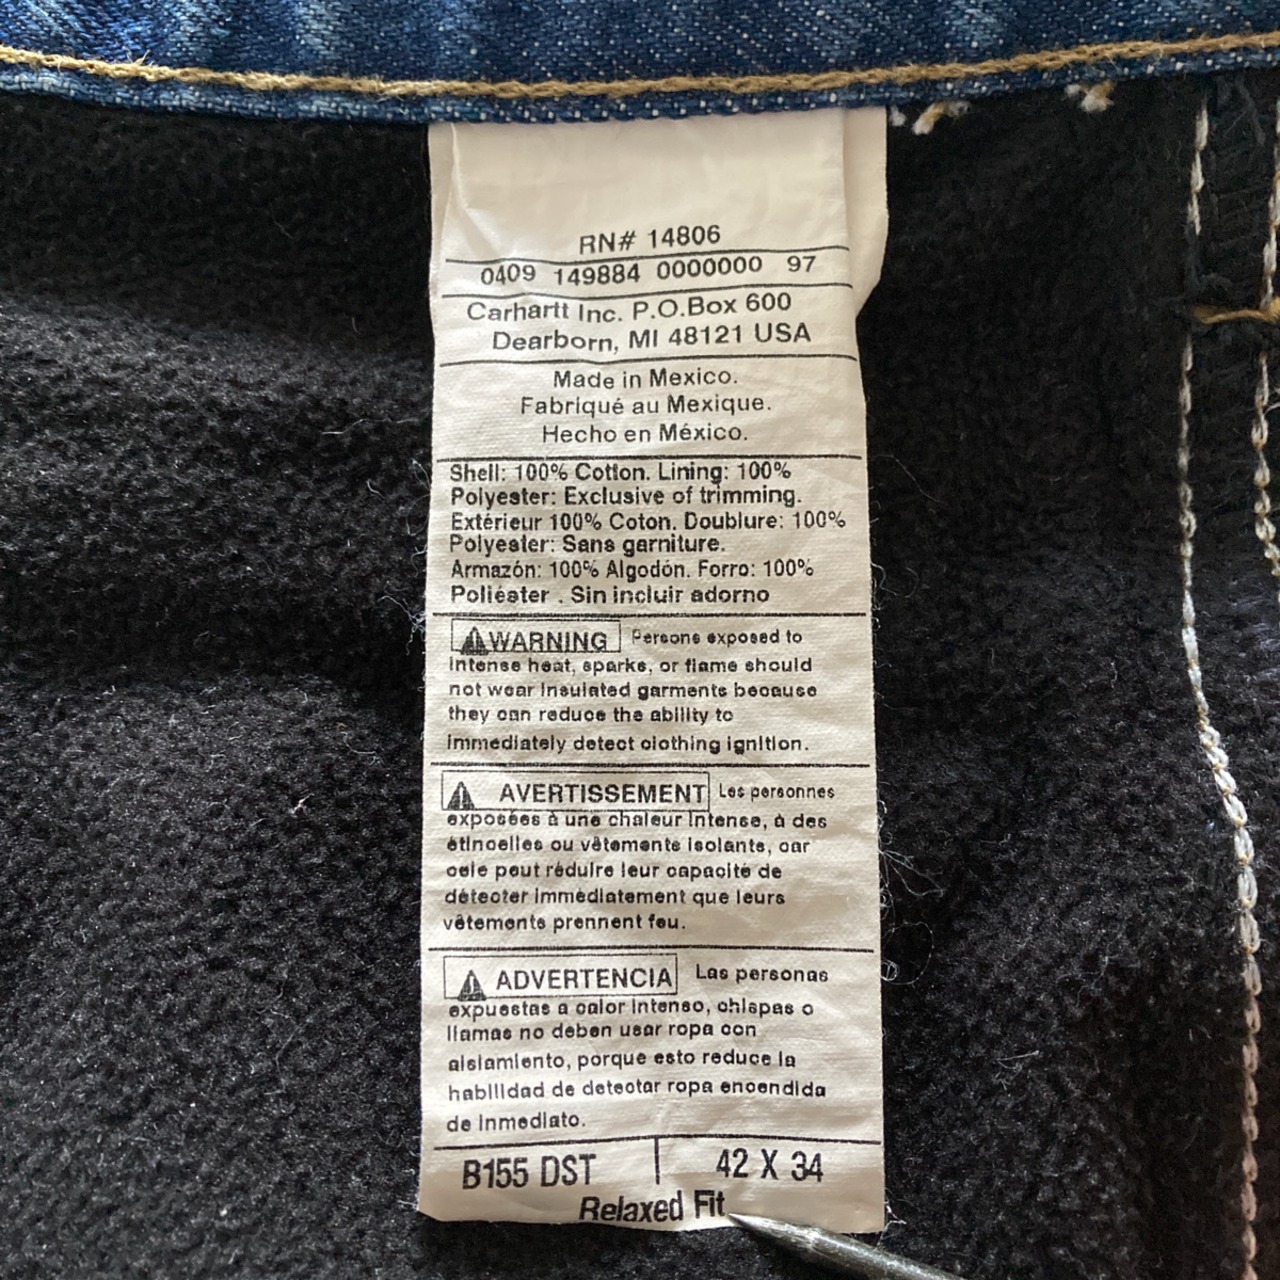 RN# 14806
0409 149884 0000000 97
Carhartt Inc. P.O.Box 600
Dearborn, MI 48121 USA
Made in Mexico.
Fabriqué au Mexique.
Hecho en México.
Shell: 100% Cotton. Lining: 100%
Polyester: Exclusive of trimming.
Extérieur 100% Coton. Doublure: 100%
Polyester: Sans garniture.
Armazón: 100% Algodón. Forro: 100%
Poliéster . Sin incluir adorno
WARNING Persons exposed to
intense heat, sparks, or flame should
not wear insulated garments because
they can reduce the ability to
immediately detect clothing ignition.
AVERTISSEMENT Les personnes
exposées à une chaleur intense, à des
étincelles ou vêtements isolants, car
cele peut réduire leur capacité de
détecter immédiatement que leurs
vêtements prennent feu.
ADVERTENCIA Las personas
expuestas a calor intenso, chispas o
llamas no deben usar ropa con
aislamiento, porque esto reduce la
habilidad de detectar ropa encendida
de inmediato.
B155 DST 42 X 34
Relaxed Fit